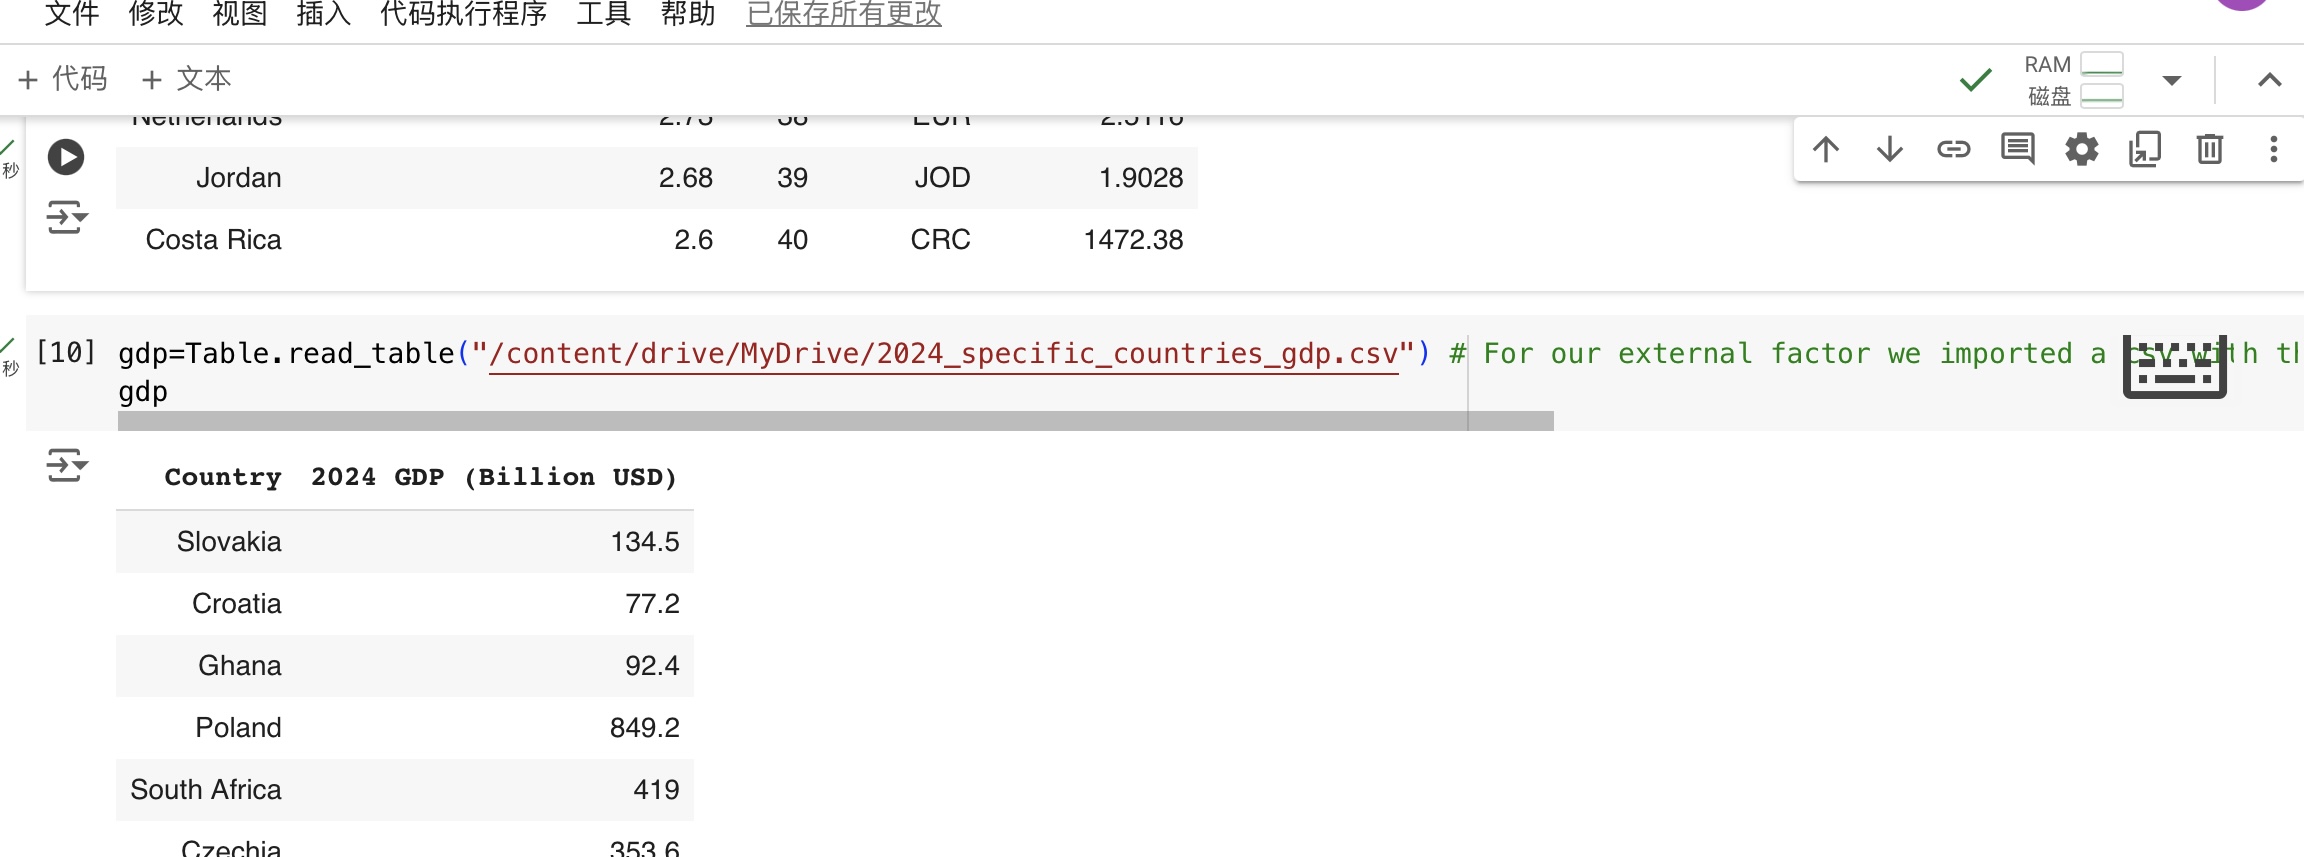 文件 修改 视图 插入 代码执行程序 工具 帮助 已保存所有更改
+ 代码 + 文本
RAM
磁盘
Netherlands 2.73 38 EUR 2.5116
秒
Jordan 2.68 39 JOD 1.9028
Costa Rica 2.6 40 CRC 1472.38
秒
[10] gdp=Table.read_table("/content/drive/MyDrive/2024_specific_countries_gdp.csv") # For our external factor we imported a csv with
gdp
Country 2024 GDP (Billion USD)
Slovakia 134.5
Croatia 77.2
Ghana 92.4
Poland 849.2
South Africa 419
Czechia 353.6